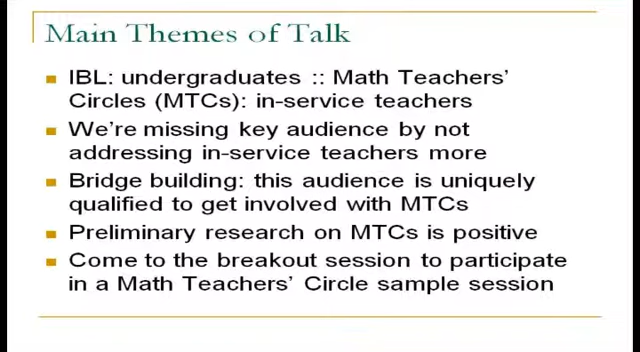 Main Themes of Talk
IBL: undergraduates :: Math Teachers'
Circles (MTCs): in-service teachers
We're missing key audience by not
addressing in-service teachers more
Bridge building: this audience is uniquely
qualified to get involved with MTCs
Preliminary research on MTCs is positive
Come to the breakout session to participate
in a Math Teachers' Circle sample session